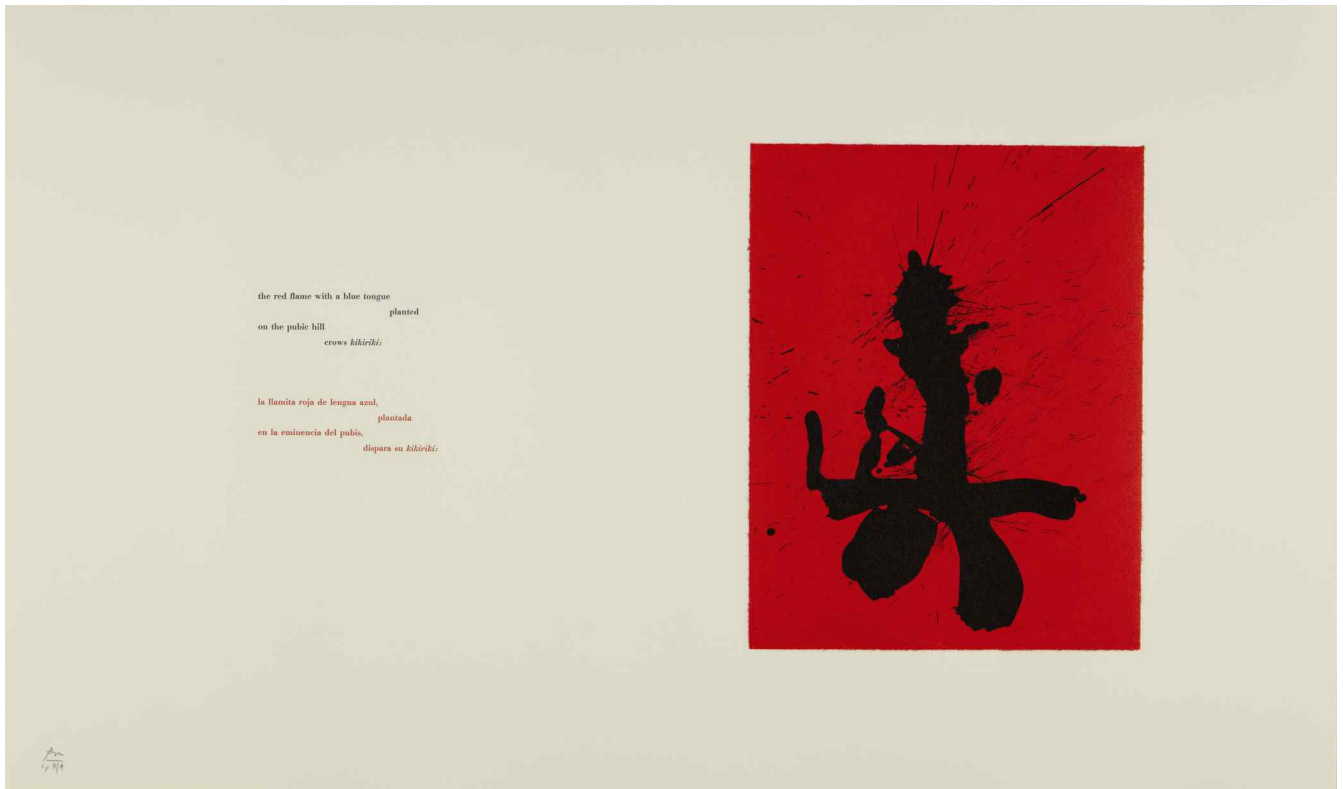 the red flame with a blue tongue
planted
on the pubic hill
crows kikirikí:
la llamita roja de lengua azul,
plantada
en la eminencia del pubis,
dispara su kikirikí: